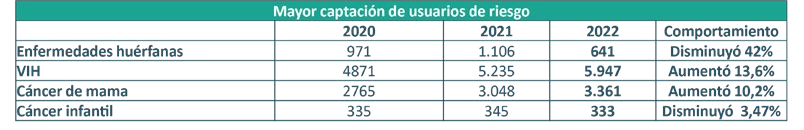 Mayor captación de usuarios de riesgo
2020 2021 2022 Comportamiento
Enfermedades huérfanas 971 1.106 641 Disminuyó 42%
VIH 4871 5.235 5.947 Aumentó 13,6%
Cáncer de mama 2765 3.048 3.361 Aumentó 10,2%
Cáncer infantil 335 345 333 Disminuyó 3,47%